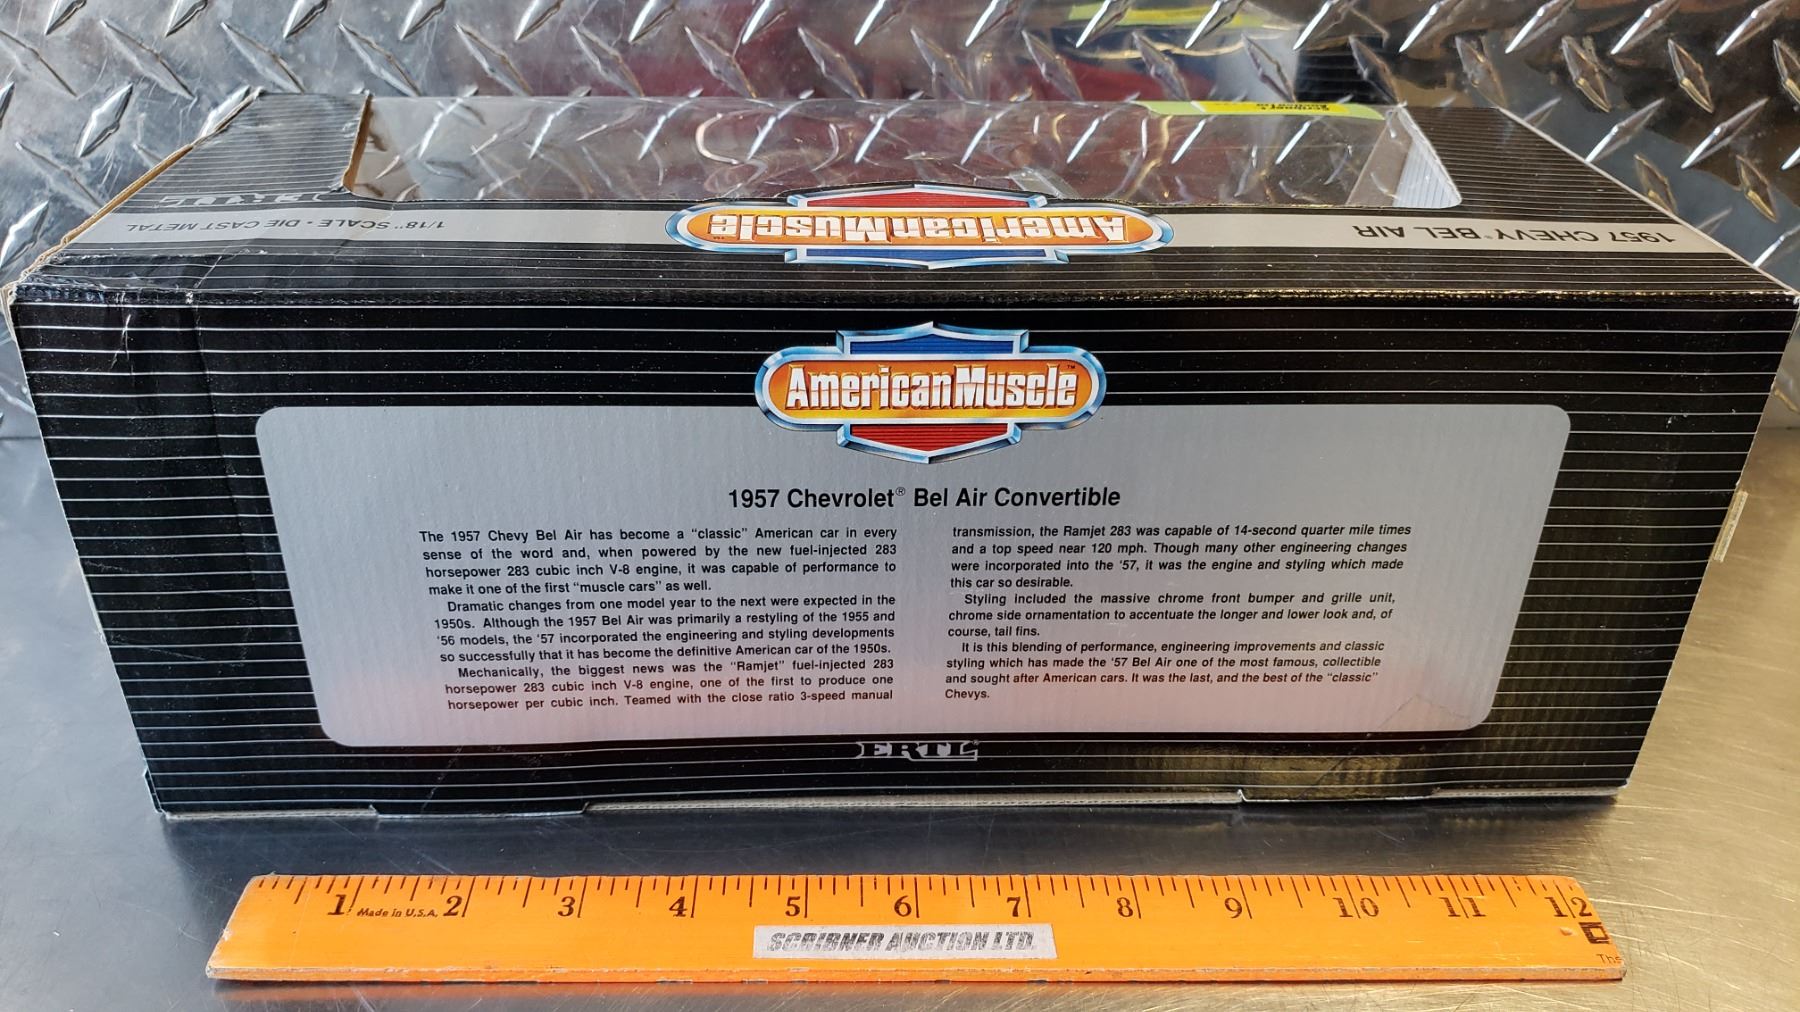 ERTL
1/18" SCALE • DIE CAST METAL
AmericanMuscle™
1957 CHEVY® BEL AIR
AmericanMuscle™
1957 Chevrolet® Bel Air Convertible
The 1957 Chevy Bel Air has become a “classic” American car in every
sense of the word and, when powered by the new fuel-injected 283
horsepower 283 cubic inch V-8 engine, it was capable of performance to
make it one of the first “muscle cars” as well.
Dramatic changes from one model year to the next were expected in the
1950s. Although the 1957 Bel Air was primarily a restyling of the 1955 and
'56 models, the '57 incorporated the engineering and styling developments
so successfully that it has become the definitive American car of the 1950s.
Mechanically, the biggest news was the “Ramjet” fuel-injected 283
horsepower 283 cubic inch V-8 engine, one of the first to produce one
horsepower per cubic inch. Teamed with the close ratio 3-speed manual
transmission, the Ramjet 283 was capable of 14-second quarter mile times
and a top speed near 120 mph. Though many other engineering changes
were incorporated into the '57, it was the engine and styling which made
this car so desirable.
Styling included the massive chrome front bumper and grille unit,
chrome side ornamentation to accentuate the longer and lower look and, of
course, tail fins.
It is this blending of performance, engineering improvements and classic
styling which has made the '57 Bel Air one of the most famous, collectible
and sought after American cars. It was the last, and the best of the “classic”
Chevys.
ERTL®
1 Made in U.S.A. 2 3 4 5 6 7 8 9 10 11 12
SCRIBNER AUCTION LTD.
The